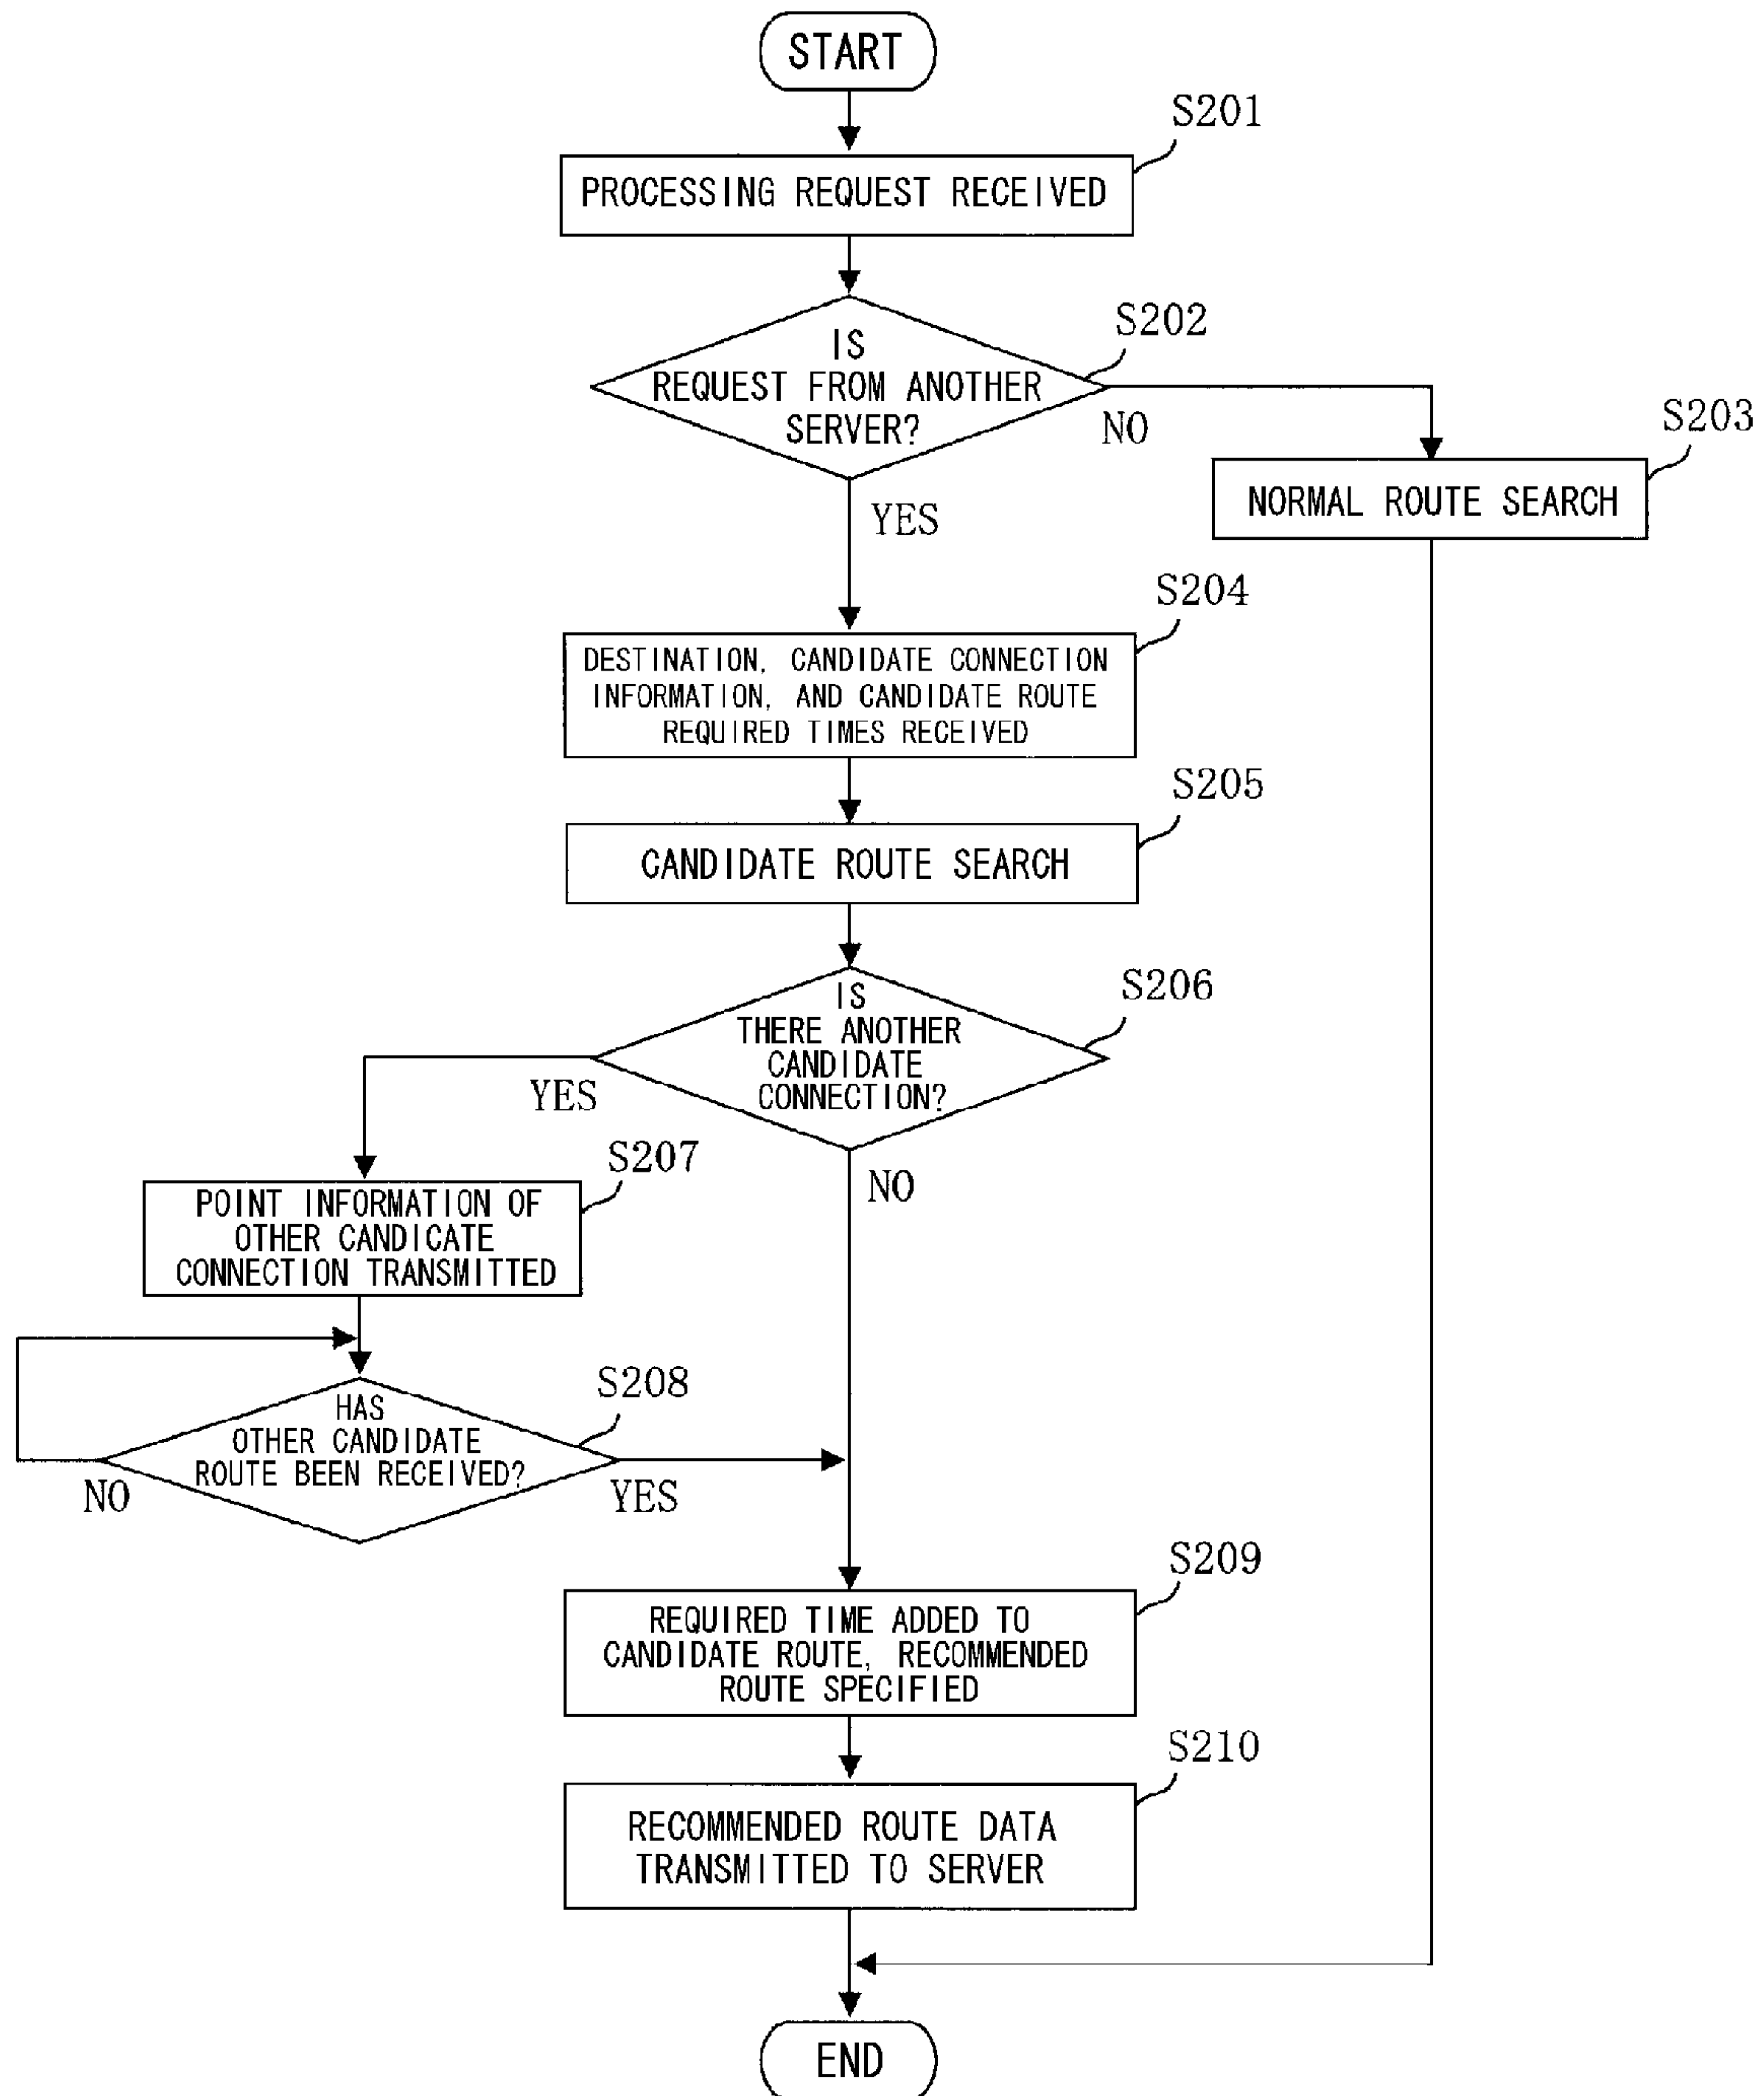 START
S201
PROCESSING REQUEST RECEIVED
S202
IS
REQUEST FROM ANOTHER
SERVER?
NO
S203
NORMAL ROUTE SEARCH
YES
S204
DESTINATION, CANDIDATE CONNECTION
INFORMATION, AND CANDIDATE ROUTE
REQUIRED TIMES RECEIVED
S205
CANDIDATE ROUTE SEARCH
S206
IS
THERE ANOTHER
CANDIDATE
CONNECTION?
YES
NO
S207
POINT INFORMATION OF
OTHER CANDICATE
CONNECTION TRANSMITTED
S208
HAS
OTHER CANDIDATE
ROUTE BEEN RECEIVED?
NO
YES
S209
REQUIRED TIME ADDED TO
CANDIDATE ROUTE, RECOMMENDED
ROUTE SPECIFIED
S210
RECOMMENDED ROUTE DATA
TRANSMITTED TO SERVER
END